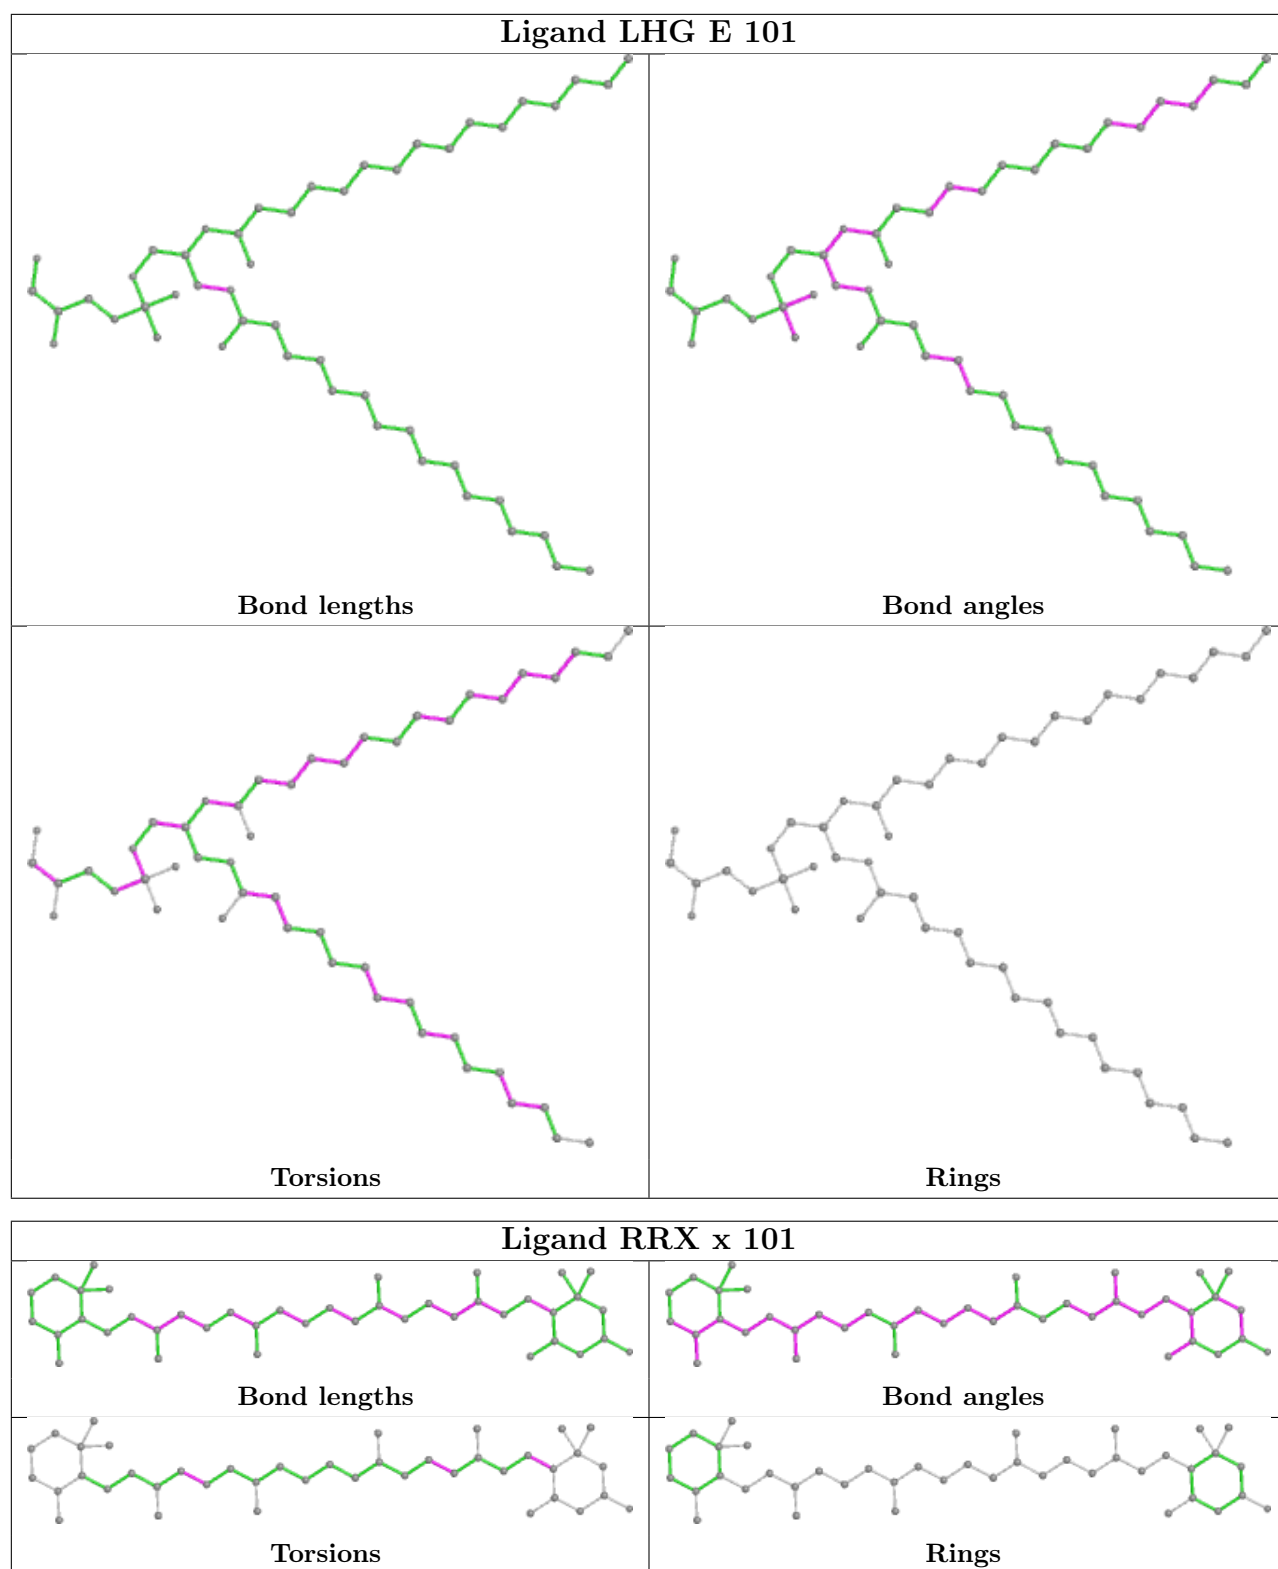 Ligand LHG E 101
Bond lengths
Bond angles
Torsions
Rings
Ligand RRX x 101
Bond lengths
Bond angles
Torsions
Rings